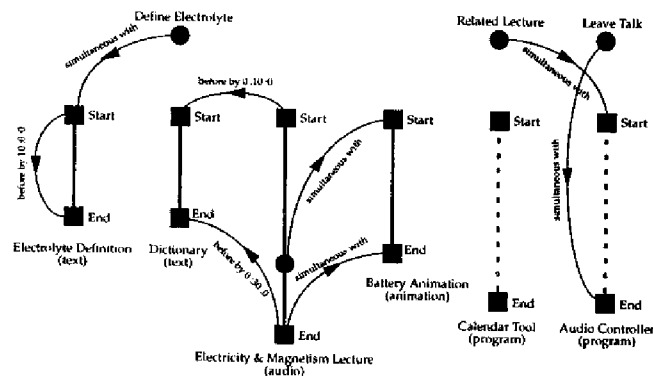 Define Electrolyte
Related Lecture
Leave Talk
simultaneous with
before by 0:10:0
simultaneous with
Start
Start
Start
Start
Start
Start
before by 10:0:0
simultaneous with
simultaneous with
End
End
before by 0:30:0
simultaneous with
End
Electrolyte Definition
(text)
Dictionary
(text)
Battery Animation
(animation)
End
End
End
Calendar Tool
(program)
Audio Controller
(program)
Electricity & Magnetism Lecture
(audio)